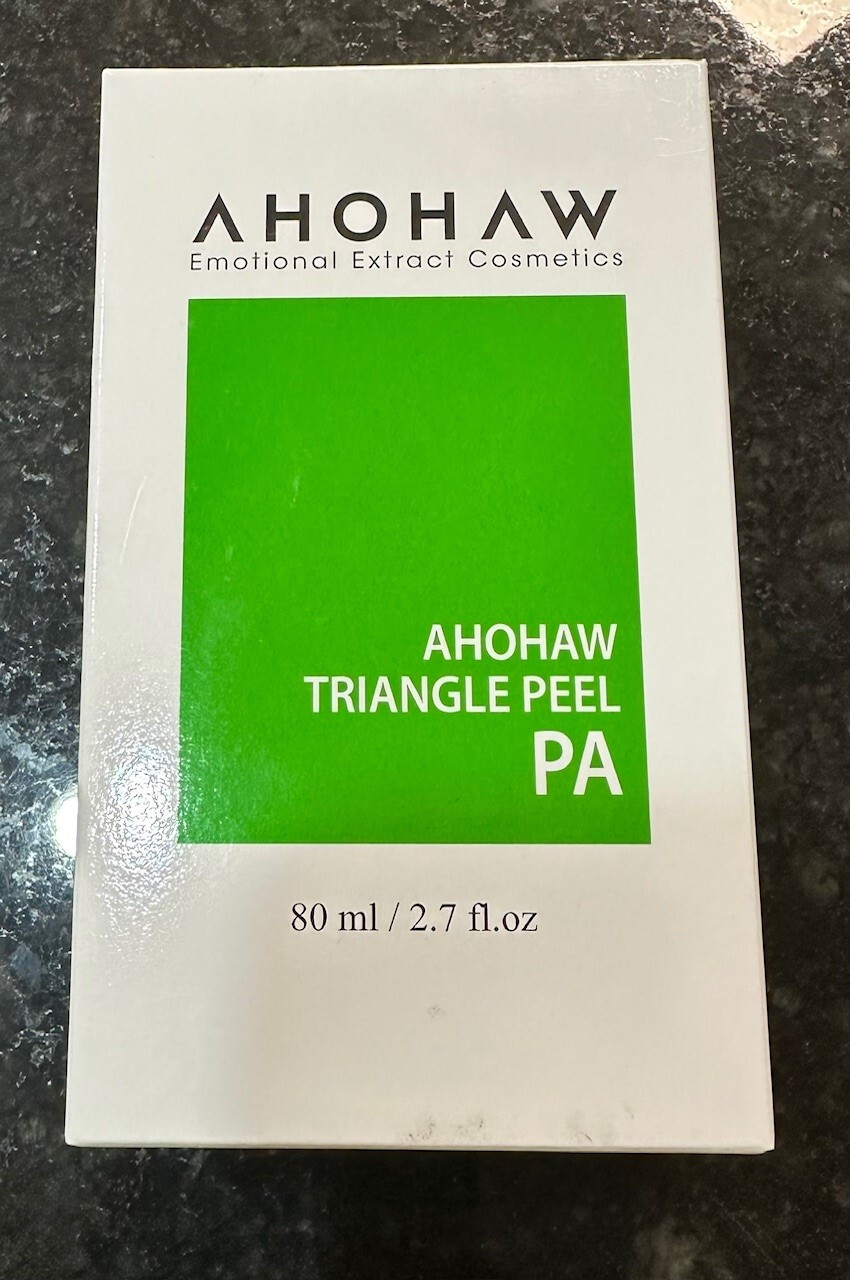 AHOHAW
Emotional Extract Cosmetics
AHOHAW
TRIANGLE PEEL
PA
80 ml / 2.7 fl.oz